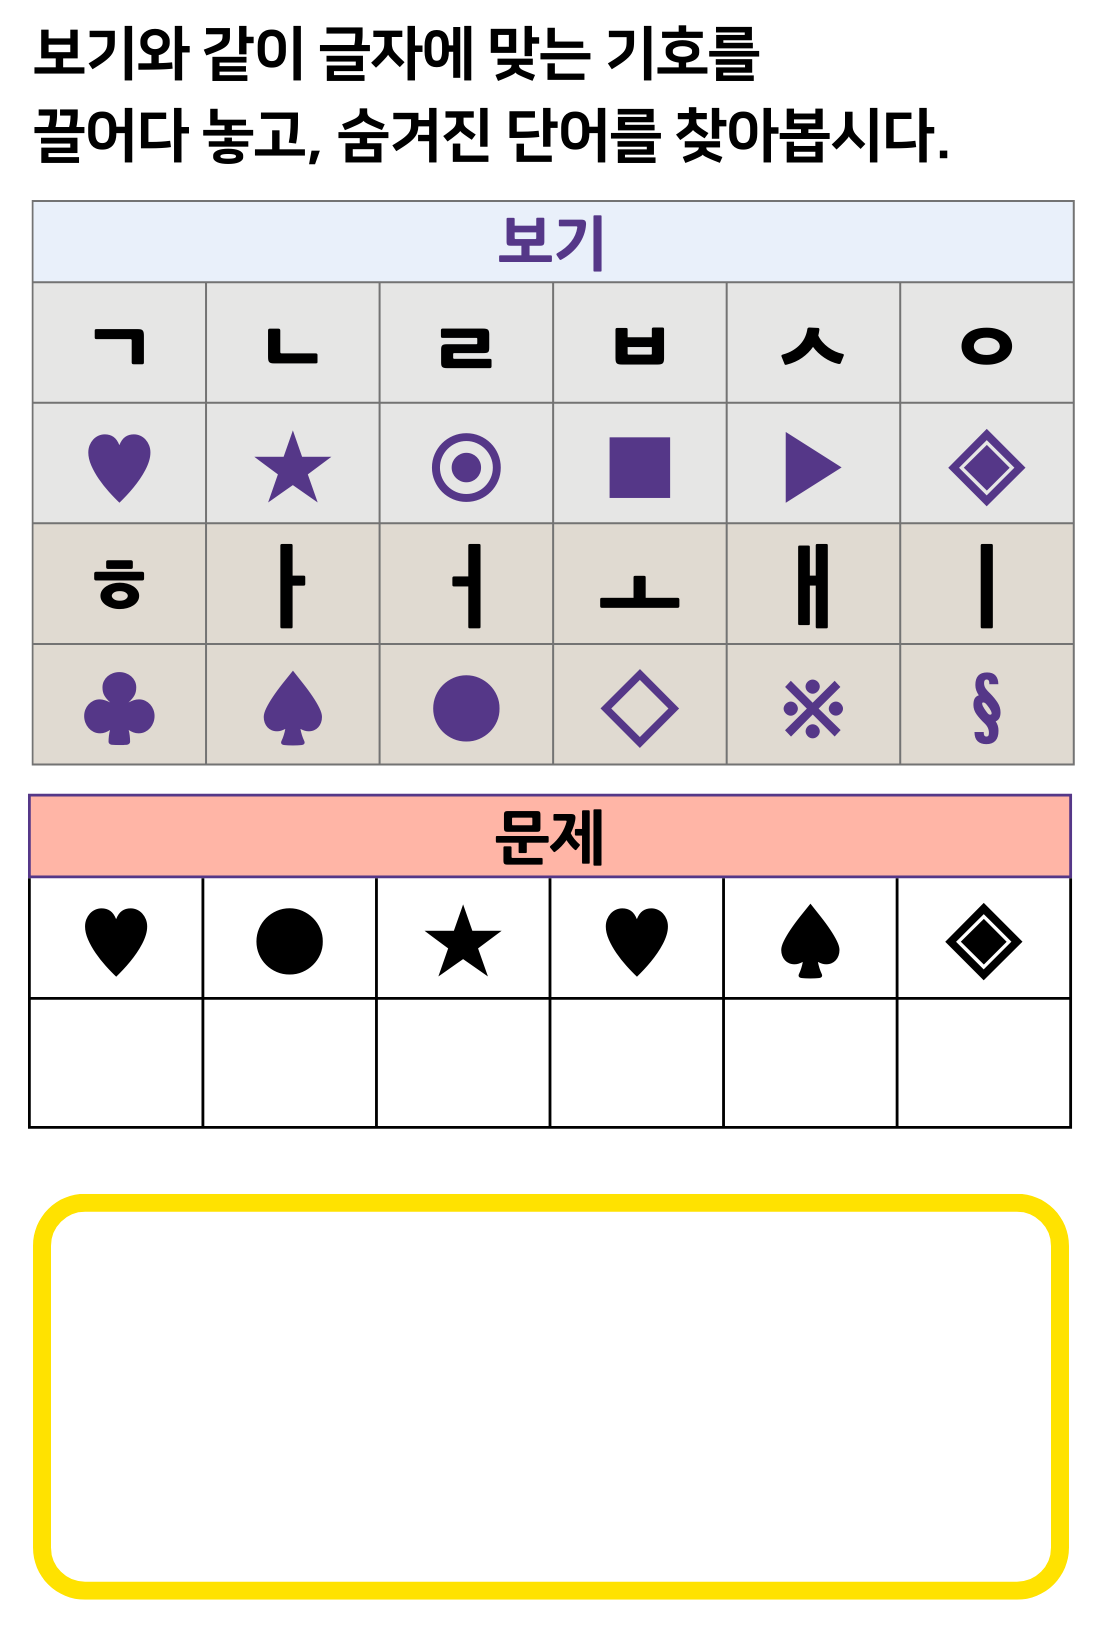 보기와 같이 글자에 맞는 기호를
끌어다 놓고, 숨겨진 단어를 찾아봅시다.
보기
ㄱ ㄴ ㄹ ㅂ ㅅ ㅇ
♥ ★ ◎ ■ ▶ ◈
ㅎ ㅏ ㅓ ㅗ ㅐ ㅣ
♣ ♠ ● ◇ ※ §
문제
♥ ● ★ ♥ ♠ ◈